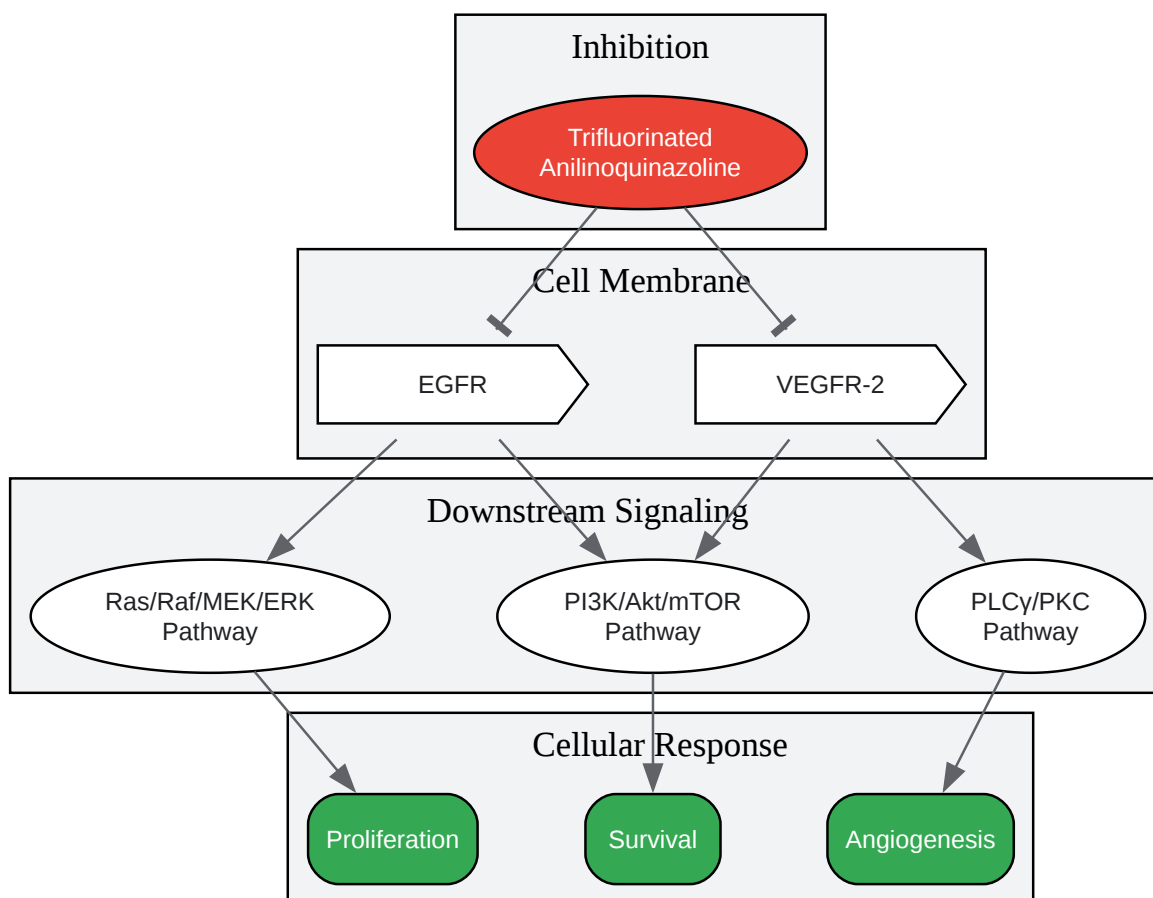 Inhibition
Trifluorinated
Anilinoquinazoline
Cell Membrane
EGFR
VEGFR-2
Downstream Signaling
Ras/Raf/MEK/ERK
Pathway
PI3K/Akt/mTOR
Pathway
PLCγ/PKC
Pathway
Cellular Response
Proliferation
Survival
Angiogenesis